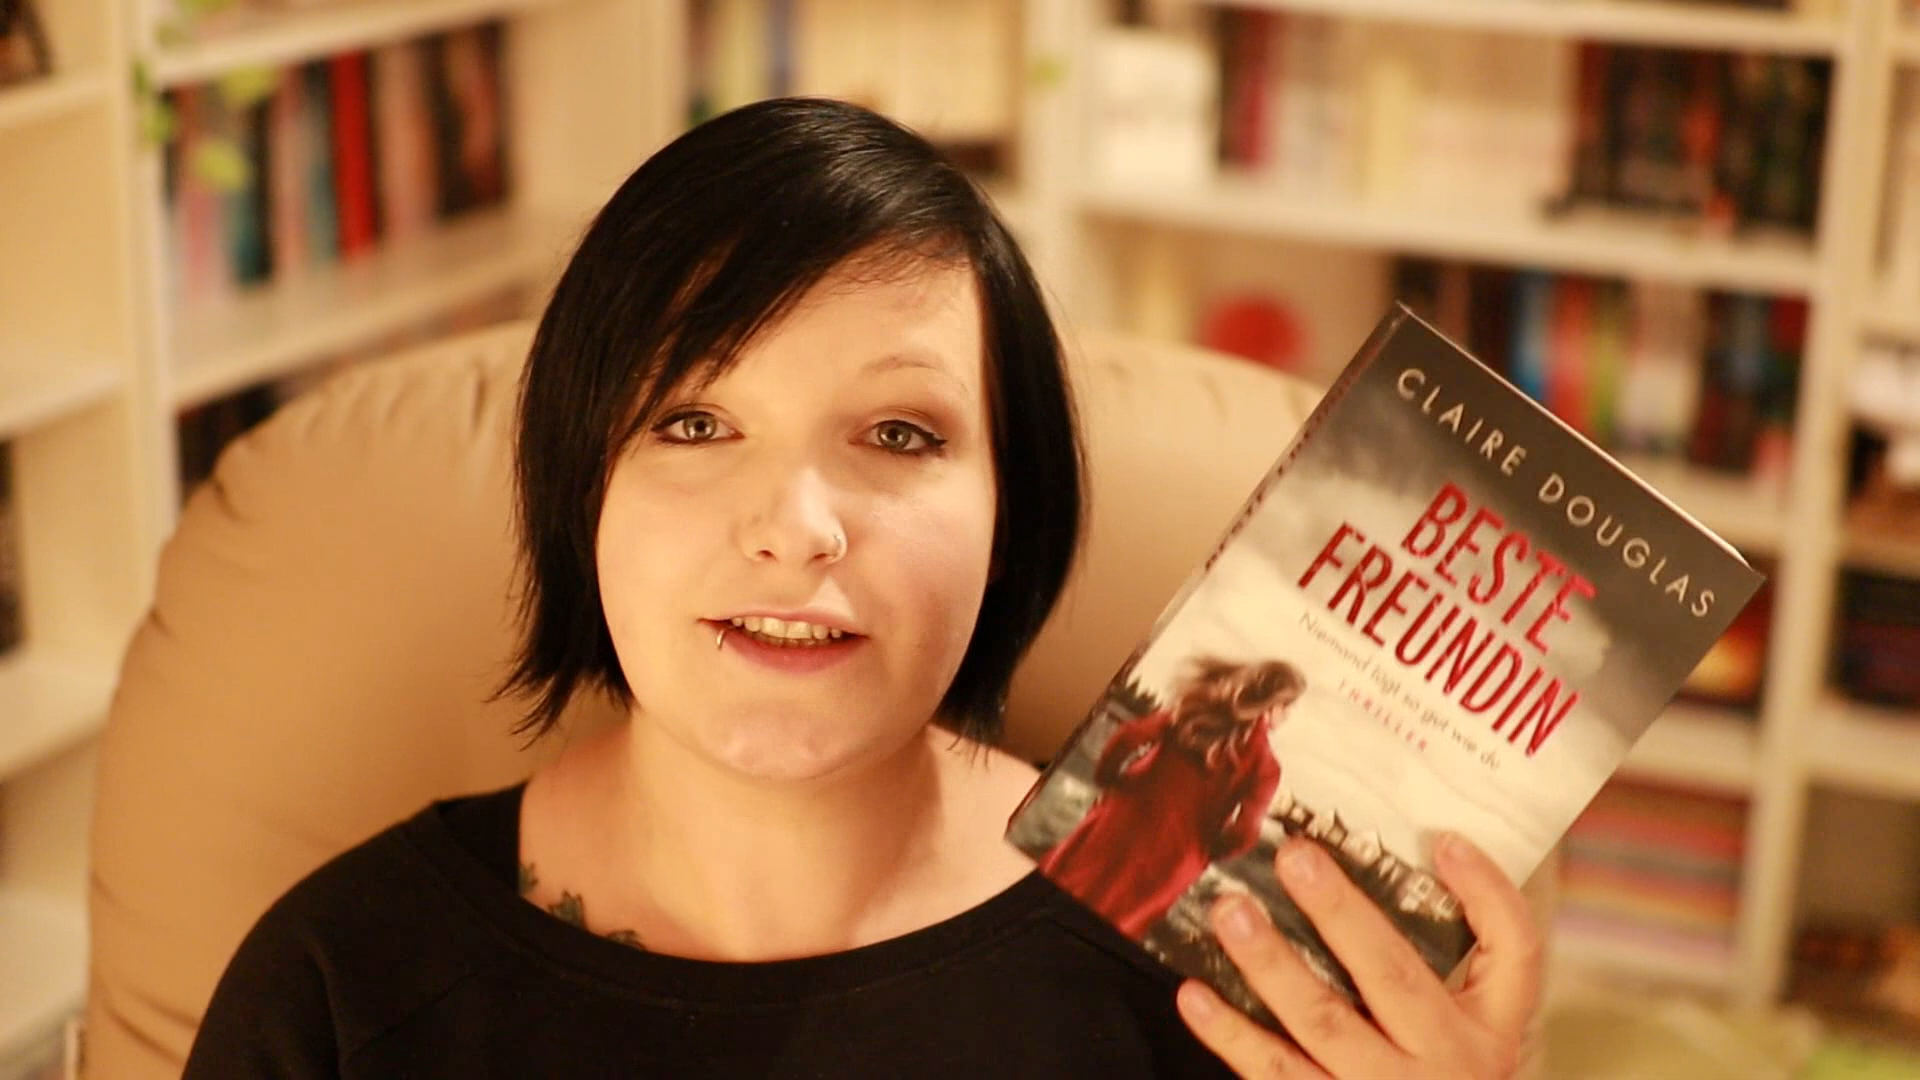 CLAIRE DOUGLAS
BESTE
FREUNDIN
Niemand lügt so gut wie du
THRILLER